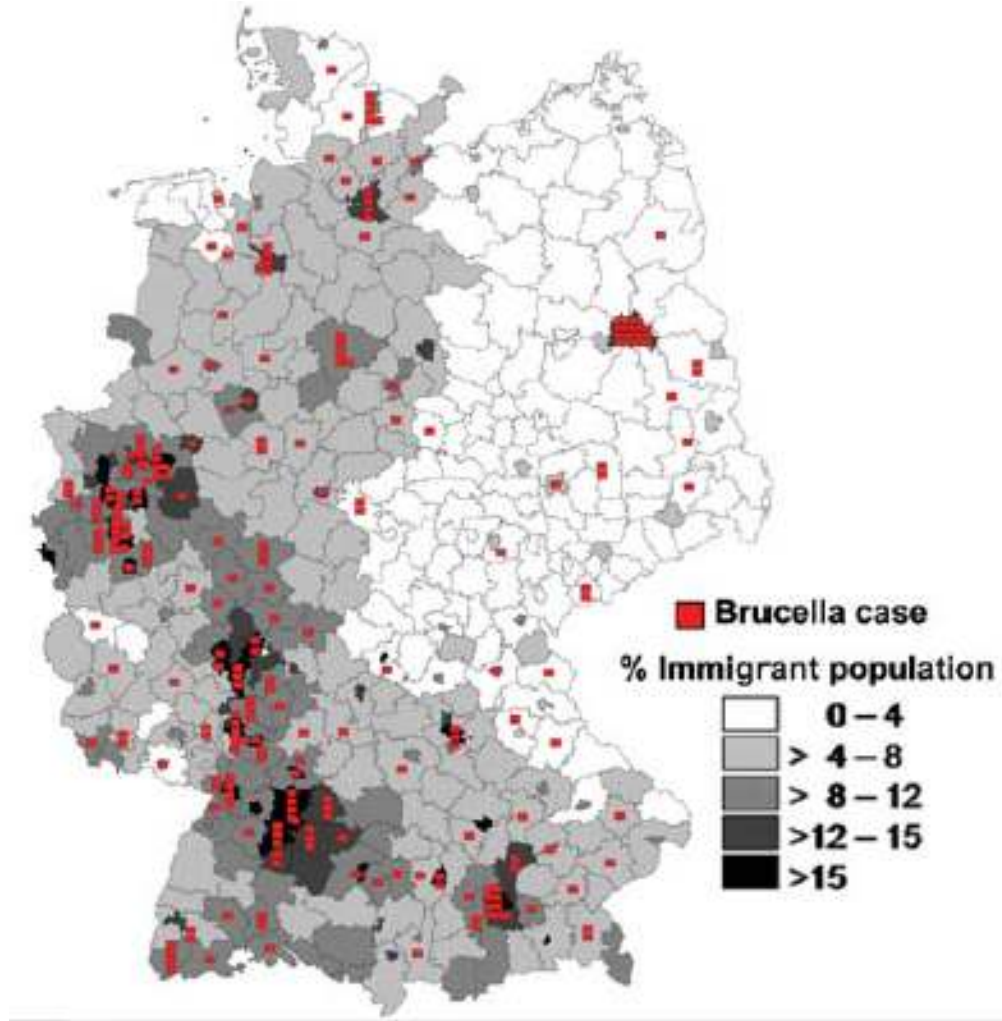 Brucella case
% Immigrant population
0 – 4
> 4 – 8
> 8 – 12
>12 – 15
>15